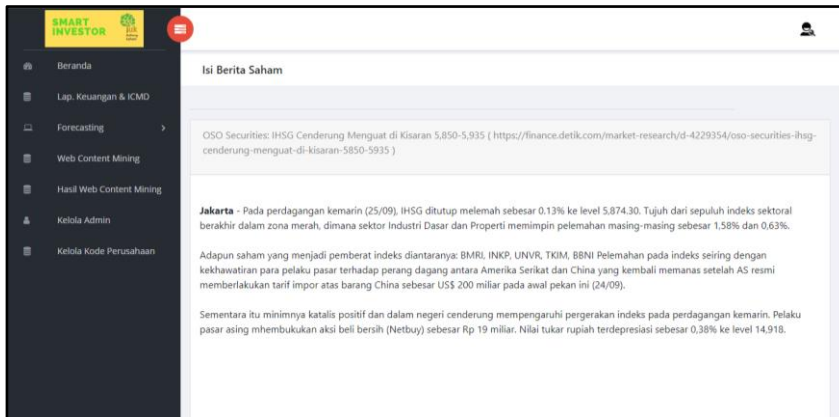 SMART
INVESTOR
Beranda
Isi Berita Saham
Lap. Keuangan & ICMD
Forecasting
Web Content Mining
Hasil Web Content Mining
Kelola Admin
Kelola Kode Perusahaan
OSO Securities: IHSG Cenderung Menguat di Kisaran 5,850-5,935 ( https://finance.detik.com/market-research/d-4229354/oso-securities-ihsg-
cenderung-menguat-di-kisaran-5850-5935 )
Jakarta - Pada perdagangan kemarin (25/09), IHSG ditutup melemah sebesar 0.13% ke level 5,874.30. Tujuh dari sepuluh indeks sektoral
berakhir dalam zona merah, dimana sektor Industri Dasar dan Properti memimpin pelemahan masing-masing sebesar 1,58% dan 0,63%.
Adapun saham yang menjadi pemberat indeks diantaranya: BMRI, INKP, UNVR, TKIM, BBNI Pelemahan pada indeks seiring dengan
kekhawatiran para pelaku pasar terhadap perang dagang antara Amerika Serikat dan China yang kembali memanas setelah AS resmi
memberlakukan tarif impor atas barang China sebesar US$ 200 miliar pada awal pekan ini (24/09).
Sementara itu minimnya katalis positif dan dalam negeri cenderung mempengaruhi pergerakan indeks pada perdagangan kemarin. Pelaku
pasar asing mhembukukan aksi beli bersih (Netbuy) sebesar Rp 19 miliar. Nilai tukar rupiah terdepresiasi sebesar 0,38% ke level 14,918.